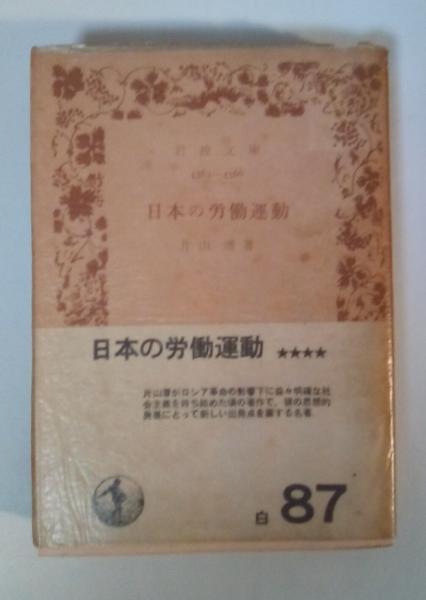 岩波文庫
日本の労働運動
片山潜著
日本の労働運動 ★★★★
片山潜がロシア革命の影響下に益々明確な社
会主義を持ち始めた頃の著作で、彼の思想的
発展にとって新しい出発点を画する名著
白 87